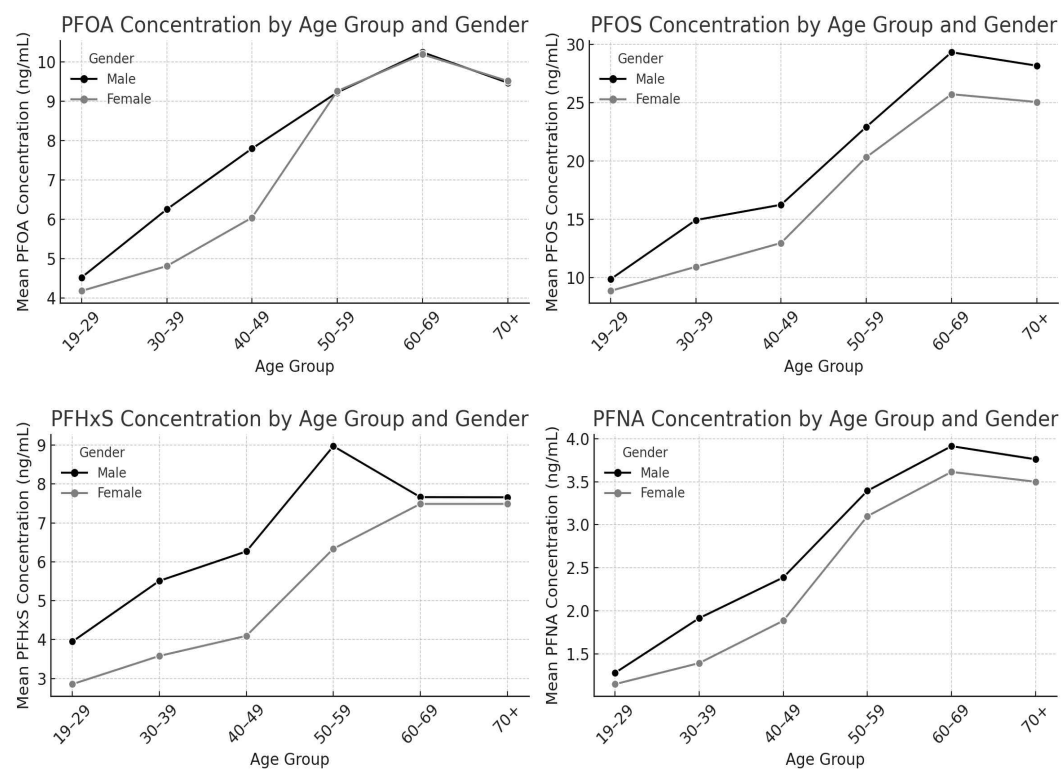 PFOA Concentration by Age Group and Gender
Mean PFOA Concentration (ng/mL)
10
9
8
7
6
5
4
Gender
Male
Female
19–29
30–39
40–49
50–59
60–69
70+
Age Group
PFOS Concentration by Age Group and Gender
Mean PFOS Concentration (ng/mL)
30
25
20
15
10
Gender
Male
Female
19–29
30–39
40–49
50–59
60–69
70+
Age Group
PFHxS Concentration by Age Group and Gender
Mean PFHxS Concentration (ng/mL)
9
8
7
6
5
4
3
Gender
Male
Female
19–29
30–39
40–49
50–59
60–69
70+
Age Group
PFNA Concentration by Age Group and Gender
Mean PFNA Concentration (ng/mL)
4.0
3.5
3.0
2.5
2.0
1.5
Gender
Male
Female
19–29
30–39
40–49
50–59
60–69
70+
Age Group